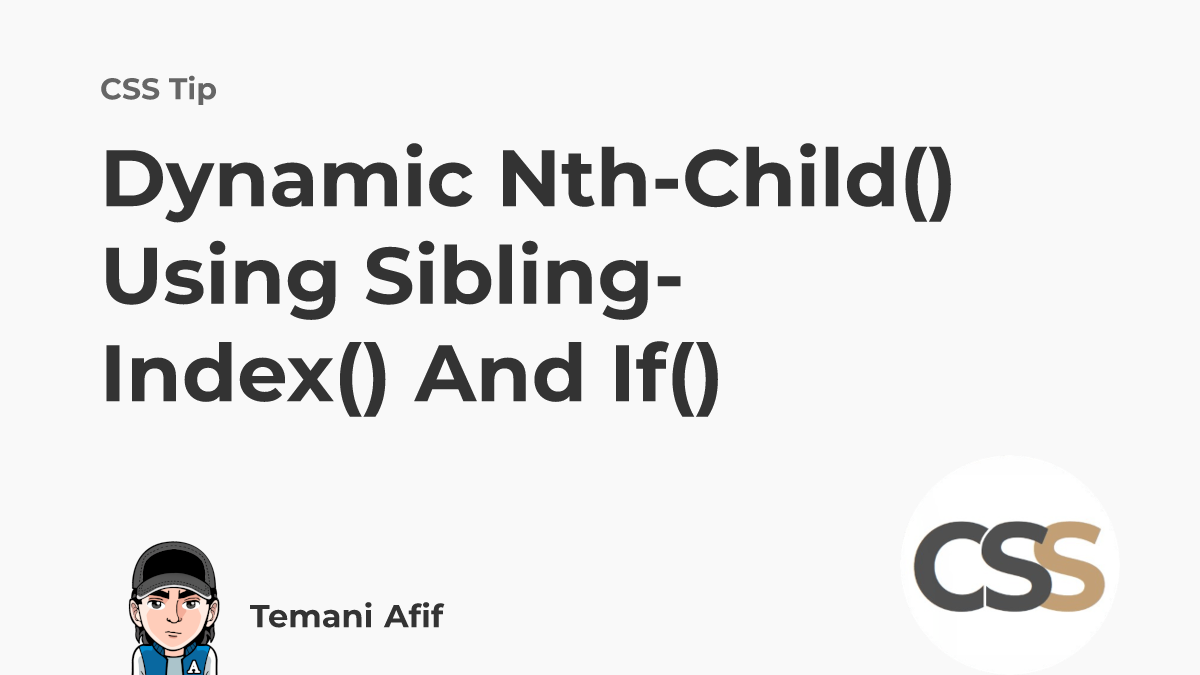 CSS Tip
Dynamic Nth-Child()
Using Sibling-
Index() And If()
A
Temani Afif
CSS